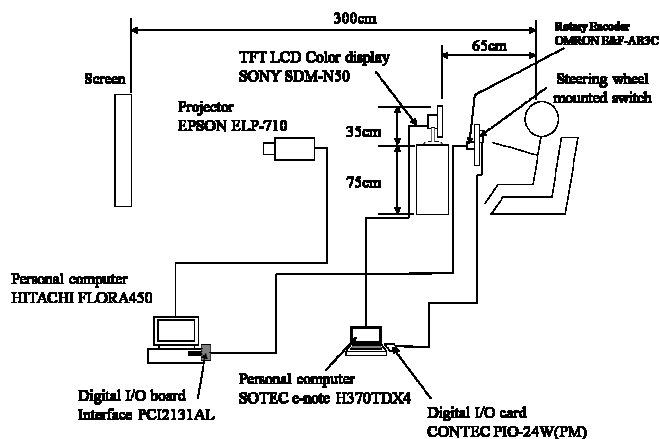 300cm
Rotary Encoder
OMRON E6F-AB3C
65cm
TFT LCD Color display
SONY SDM-N50
Screen
Steering wheel
mounted switch
Projector
EPSON ELP-710
35cm
75cm
Personal computer
HITACHI FLORA450
Personal computer
SOTEC e-note H370TDX4
Digital I/O board
Interface PCI2131AL
Digital I/O card
CONTEC PIO-24W(PM)